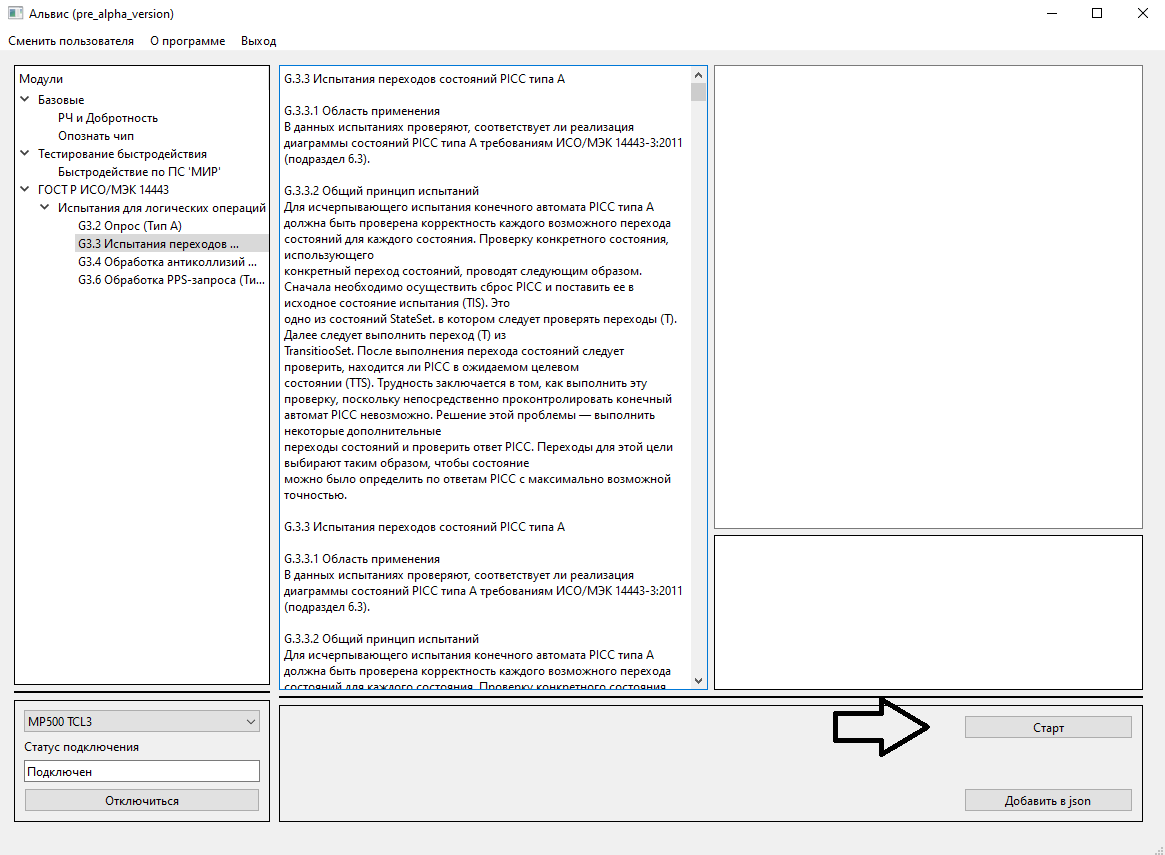 Альвис (pre_alpha_version)
Сменить пользователя О программе Выход
Модули
Базовые
РЧ и Добротность
Опознать чип
Тестирование быстродействия
Быстродействие по ПС 'МИР'
ГОСТ Р ИСО/МЭК 14443
Испытания для логических операций
G3.2 Опрос (Тип А)
G3.3 Испытания переходов ...
G3.4 Обработка антиколлизий ...
G3.6 Обработка PPS-запроса (Ти...
G.3.3 Испытания переходов состояний PICC типа А
G.3.3.1 Область применения
В данных испытаниях проверяют, соответствует ли реализация
диаграммы состояний PICC типа А требованиям ИСО/МЭК 14443-3:2011
(подраздел 6.3).
G.3.3.2 Общий принцип испытаний
Для исчерпывающего испытания конечного автомата PICC типа А
должна быть проверена корректность каждого возможного перехода
состояний для каждого состояния. Проверку конкретного состояния,
использующего
конкретный переход состояний, проводят следующим образом.
Сначала необходимо осуществить сброс PICC и поставить ее в
исходное состояние испытания (TIS). Это
одно из состояний StateSet. в котором следует проверять переходы (Т).
Далее следует выполнить переход (Т) из
TransitiooSet. После выполнения перехода состояний следует
проверить, находится ли PICC в ожидаемом целевом
состоянии (TTS). Трудность заключается в том, как выполнить эту
проверку, поскольку непосредственно проконтролировать конечный
автомат PICC невозможно. Решение этой проблемы — выполнить
некоторые дополнительные
переходы состояний и проверить ответ PICC. Переходы для этой цели
выбирают таким образом, чтобы состояние
можно было определить по ответам PICC с максимально возможной
точностью.
G.3.3 Испытания переходов состояний PICC типа А
G.3.3.1 Область применения
В данных испытаниях проверяют, соответствует ли реализация
диаграммы состояний PICC типа А требованиям ИСО/МЭК 14443-3:2011
(подраздел 6.3).
G.3.3.2 Общий принцип испытаний
Для исчерпывающего испытания конечного автомата PICC типа А
должна быть проверена корректность каждого возможного перехода
состояний для каждого состояния. Проверку конкретного состояния,
MP500 TCL3
Статус подключения
Подключен
Отключиться
Старт
Добавить в json